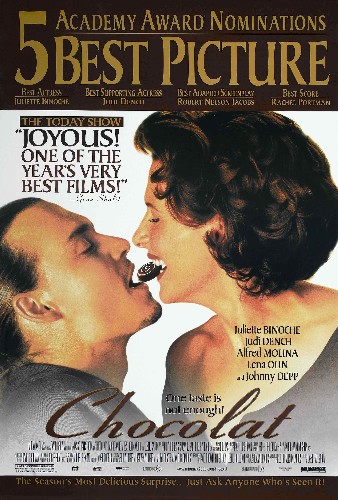 5 ACADEMY AWARD NOMINATIONS
BEST PICTURE
BEST ACTRESS
JULIETTE BINOCHE
BEST SUPPORTING ACTRESS
JUDI DENCH
BEST ADAPTED SCREENPLAY
ROBERT NELSON JACOBS
BEST SCORE
RACHEL PORTMAN
THE TODAY SHOW
"JOYOUS!
ONE OF THE
YEAR'S VERY
BEST FILMS!"
Gene Shalit
Juliette BINOCHE
Judi DENCH
Alfred MOLINA
Lena OLIN
and Johnny DEPP
One taste is
not enough!
Chocolat
The Season's Most Delicious Surprise... Just Ask Anyone Who's Seen It!